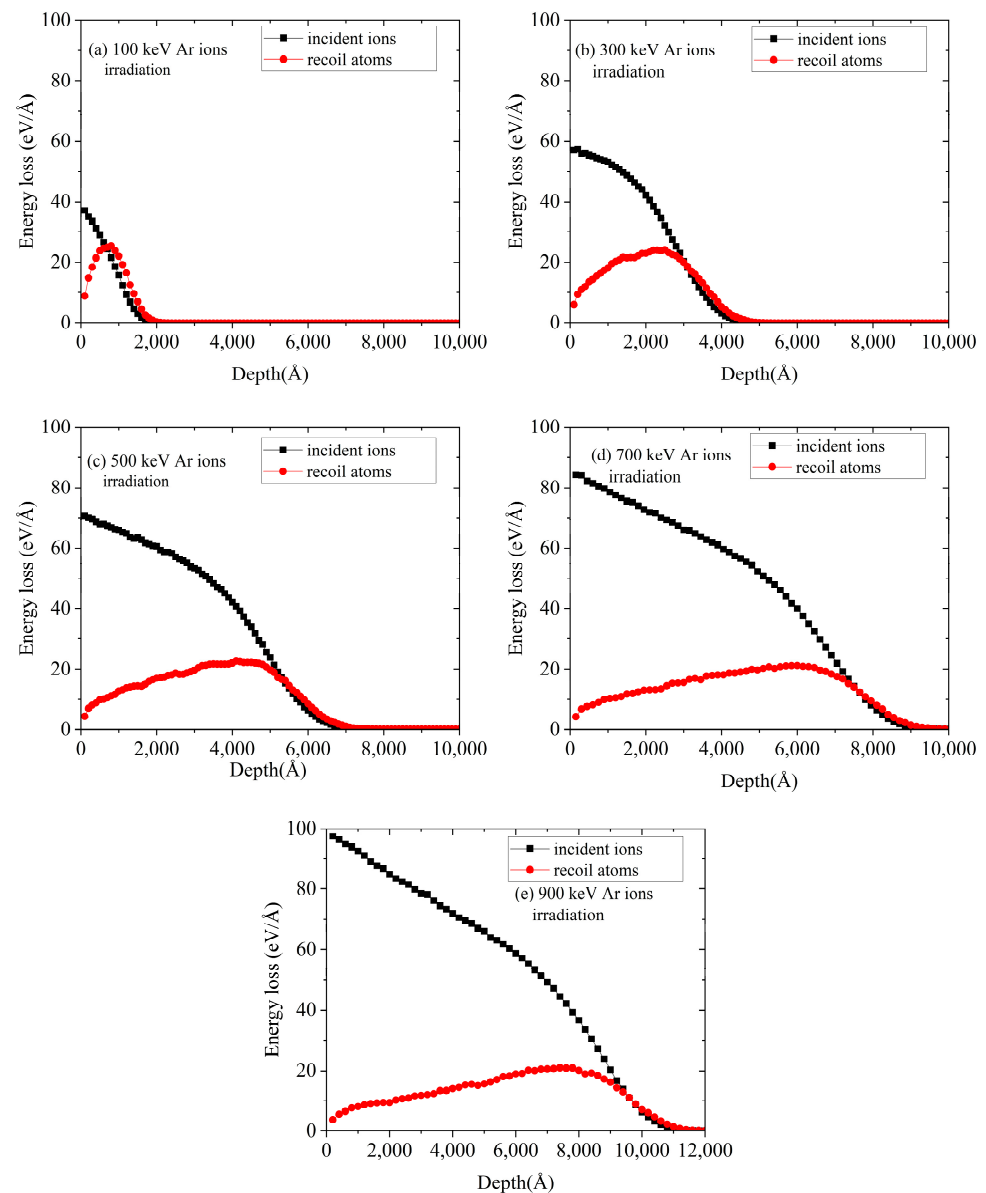 100
80
60
40
20
0
Energy loss (eV/Å)
(a) 100 keV Ar ions
irradiation
incident ions
recoil atoms
0 2,000 4,000 6,000 8,000 10,000
Depth(Å)
100
80
60
40
20
0
Energy loss (eV/Å)
(b) 300 keV Ar ions
irradiation
incident ions
recoil atoms
0 2,000 4,000 6,000 8,000 10,000
Depth(Å)
100
80
60
40
20
0
Energy loss (eV/Å)
(c) 500 keV Ar ions
irradiation
incident ions
recoil atoms
0 2,000 4,000 6,000 8,000 10,000
Depth(Å)
100
80
60
40
20
0
Energy loss (eV/Å)
(d) 700 keV Ar ions
irradiation
incident ions
recoil atoms
0 2,000 4,000 6,000 8,000 10,000
Depth(Å)
100
80
60
40
20
0
Energy loss (eV/Å)
incident ions
recoil atoms
(e) 900 keV Ar ions
irradiation
0 2,000 4,000 6,000 8,000 10,000 12,000
Depth(Å)